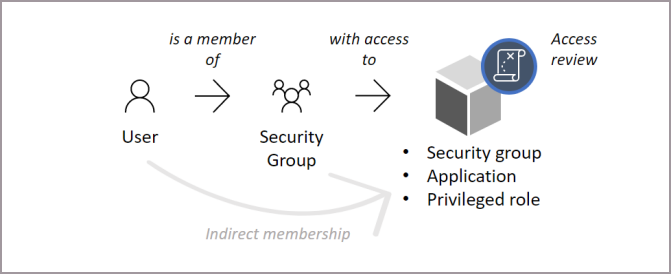 is a member
of
with access
to
Access
review
User
Security
Group
• Security group
• Application
• Privileged role
Indirect membership